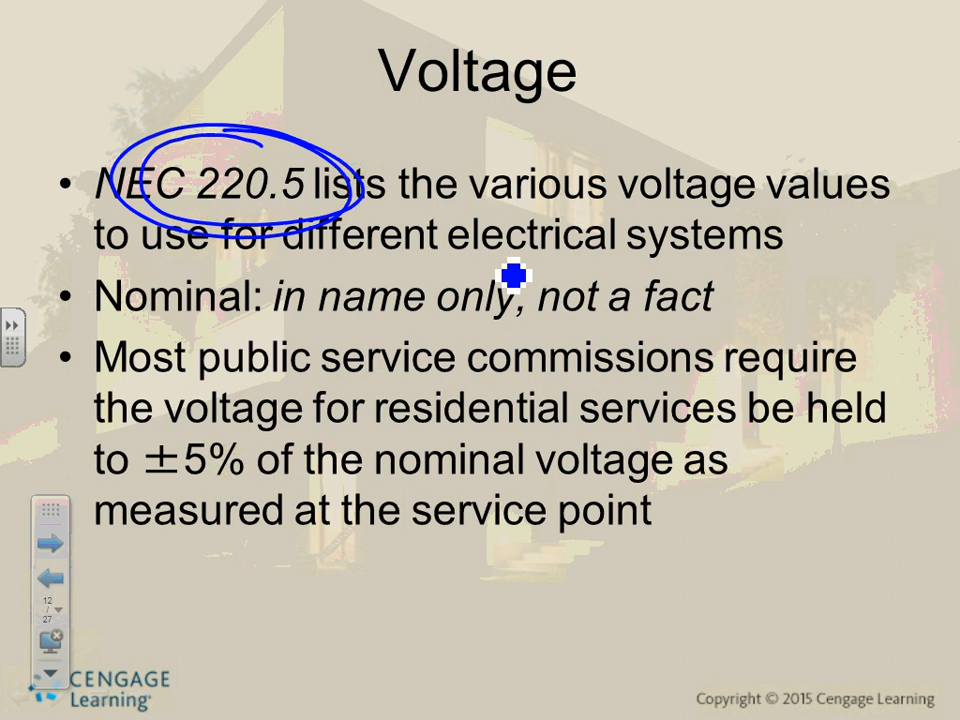 Voltage
• NEC 220.5 lists the various voltage values
to use for different electrical systems
• Nominal: in name only, not a fact
• Most public service commissions require
the voltage for residential services be held
to ±5% of the nominal voltage as
measured at the service point
12
/
27
CENGAGE
Learning
Copyright © 2015 Cengage Learning